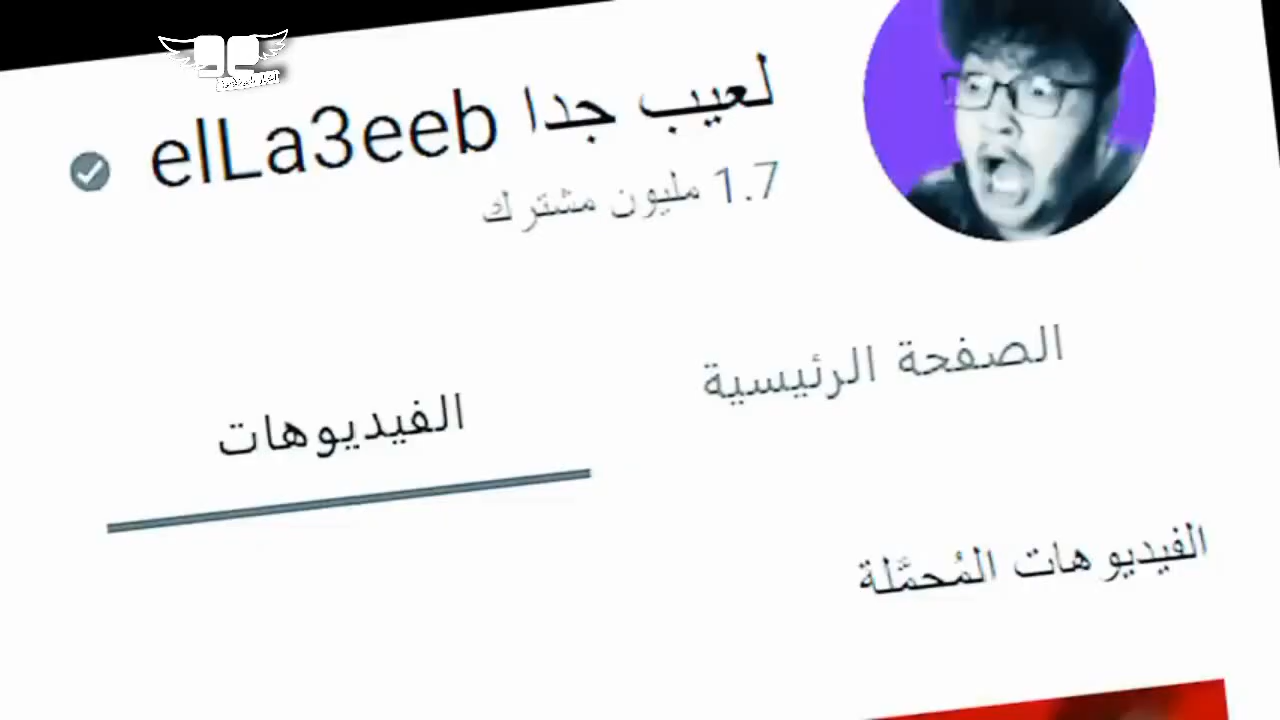 لعيب جدا elLa3eeb
1.7 مليون مشترك
الصفحة الرئيسية
الفيديوهات
الفيديوهات المُحمَّلة